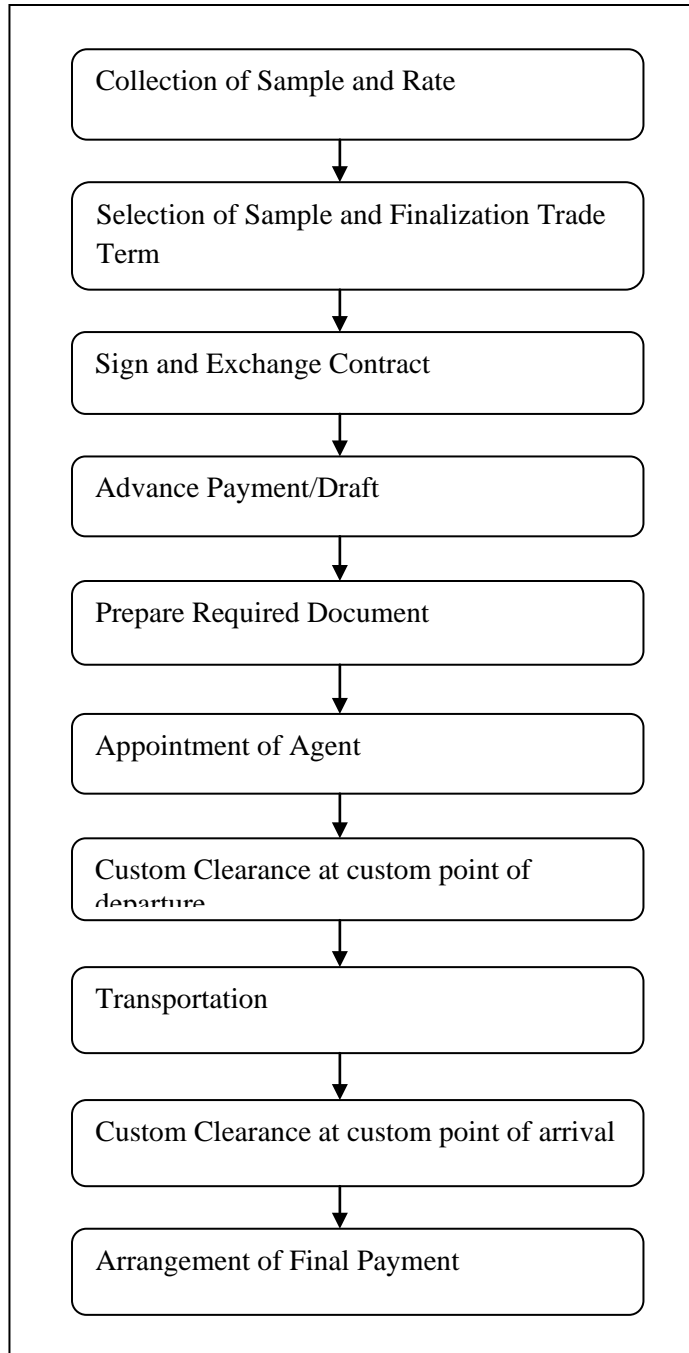 Collection of Sample and Rate
Selection of Sample and Finalization Trade
Term
Sign and Exchange Contract
Advance Payment/Draft
Prepare Required Document
Appointment of Agent
Custom Clearance at custom point of
departure
Transportation
Custom Clearance at custom point of arrival
Arrangement of Final Payment